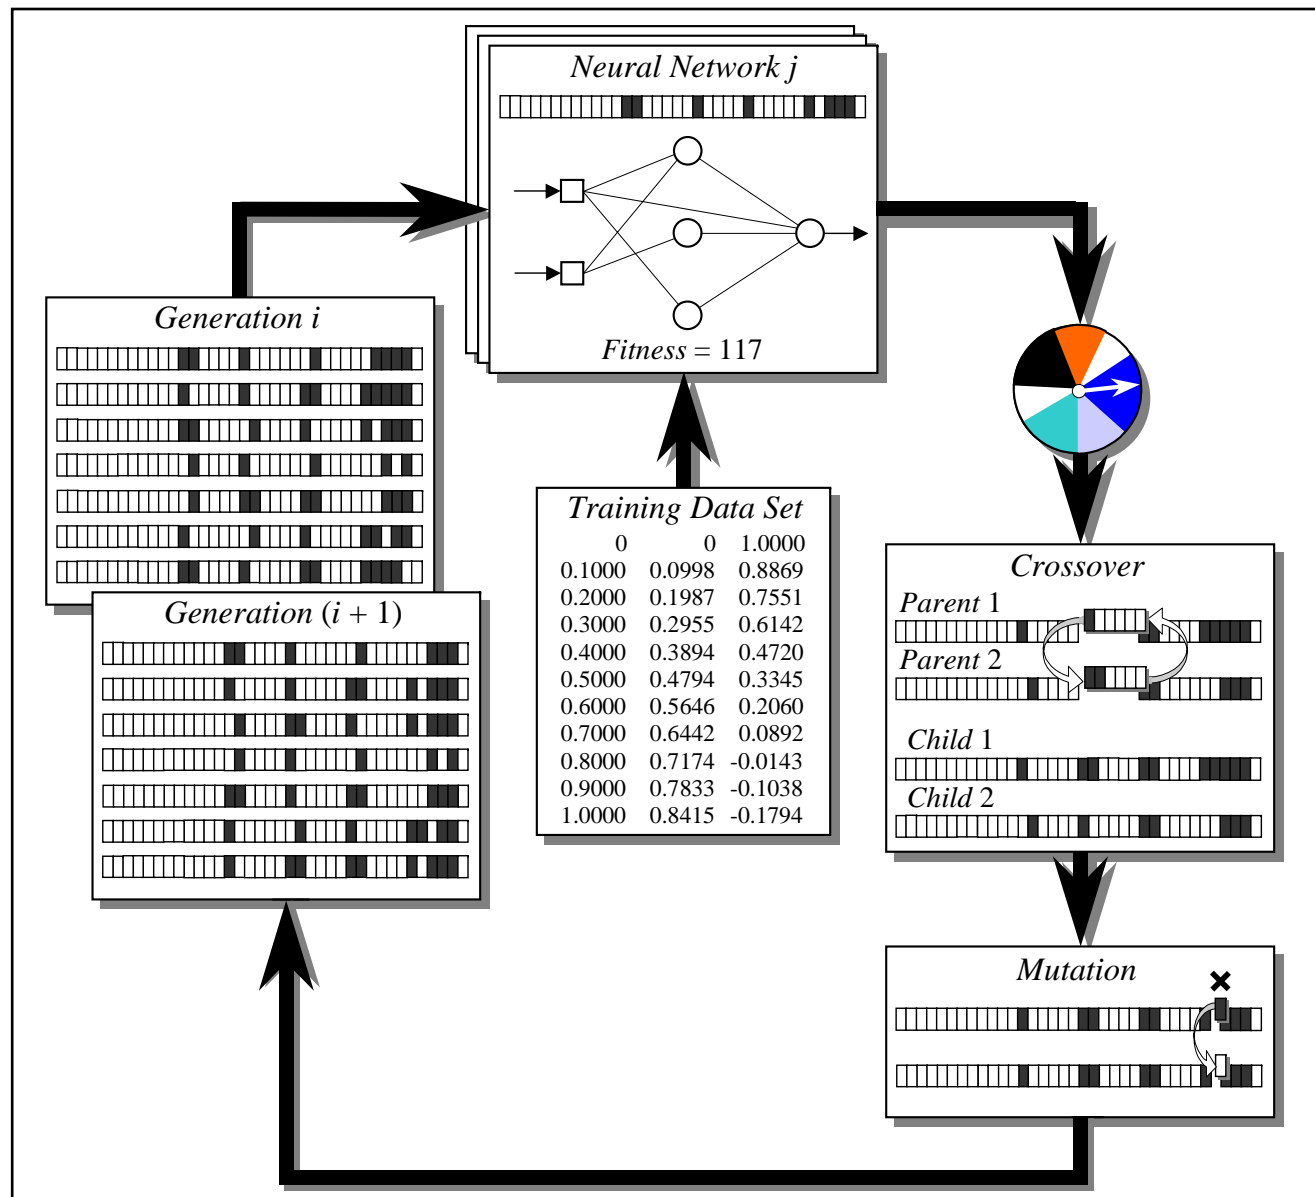 Neural Network j
Fitness = 117
Generation i
Generation (i + 1)
Training Data Set
0 0 1.0000
0.1000 0.0998 0.8869
0.2000 0.1987 0.7551
0.3000 0.2955 0.6142
0.4000 0.3894 0.4720
0.5000 0.4794 0.3345
0.6000 0.5646 0.2060
0.7000 0.6442 0.0892
0.8000 0.7174 -0.0143
0.9000 0.7833 -0.1038
1.0000 0.8415 -0.1794
Crossover
Parent 1
Parent 2
Child 1
Child 2
Mutation